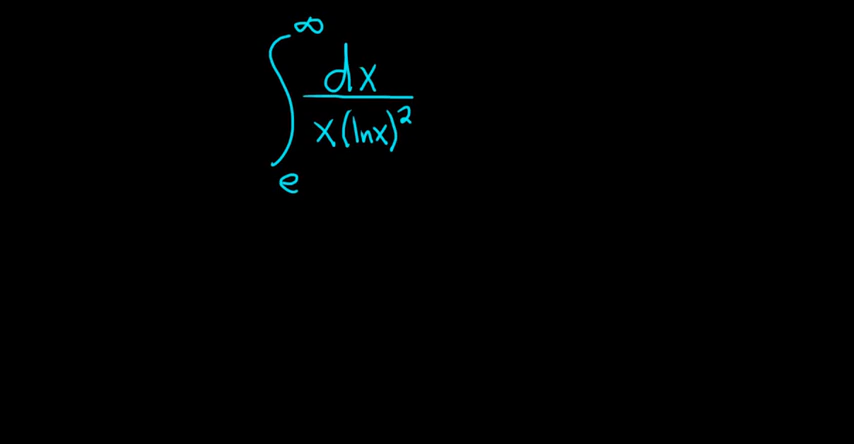 ∫_e^∞ dx / x(lnx)²